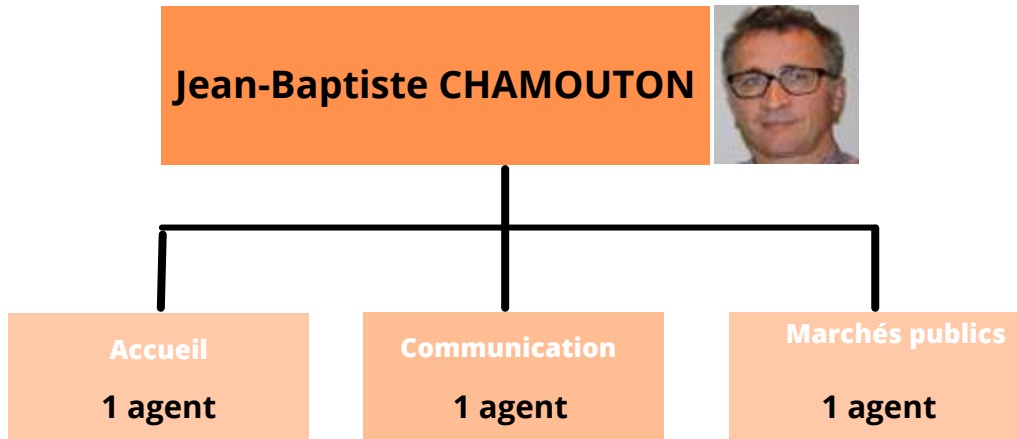 Jean-Baptiste CHAMOUTON
Accueil
1 agent
Communication
1 agent
Marchés publics
1 agent